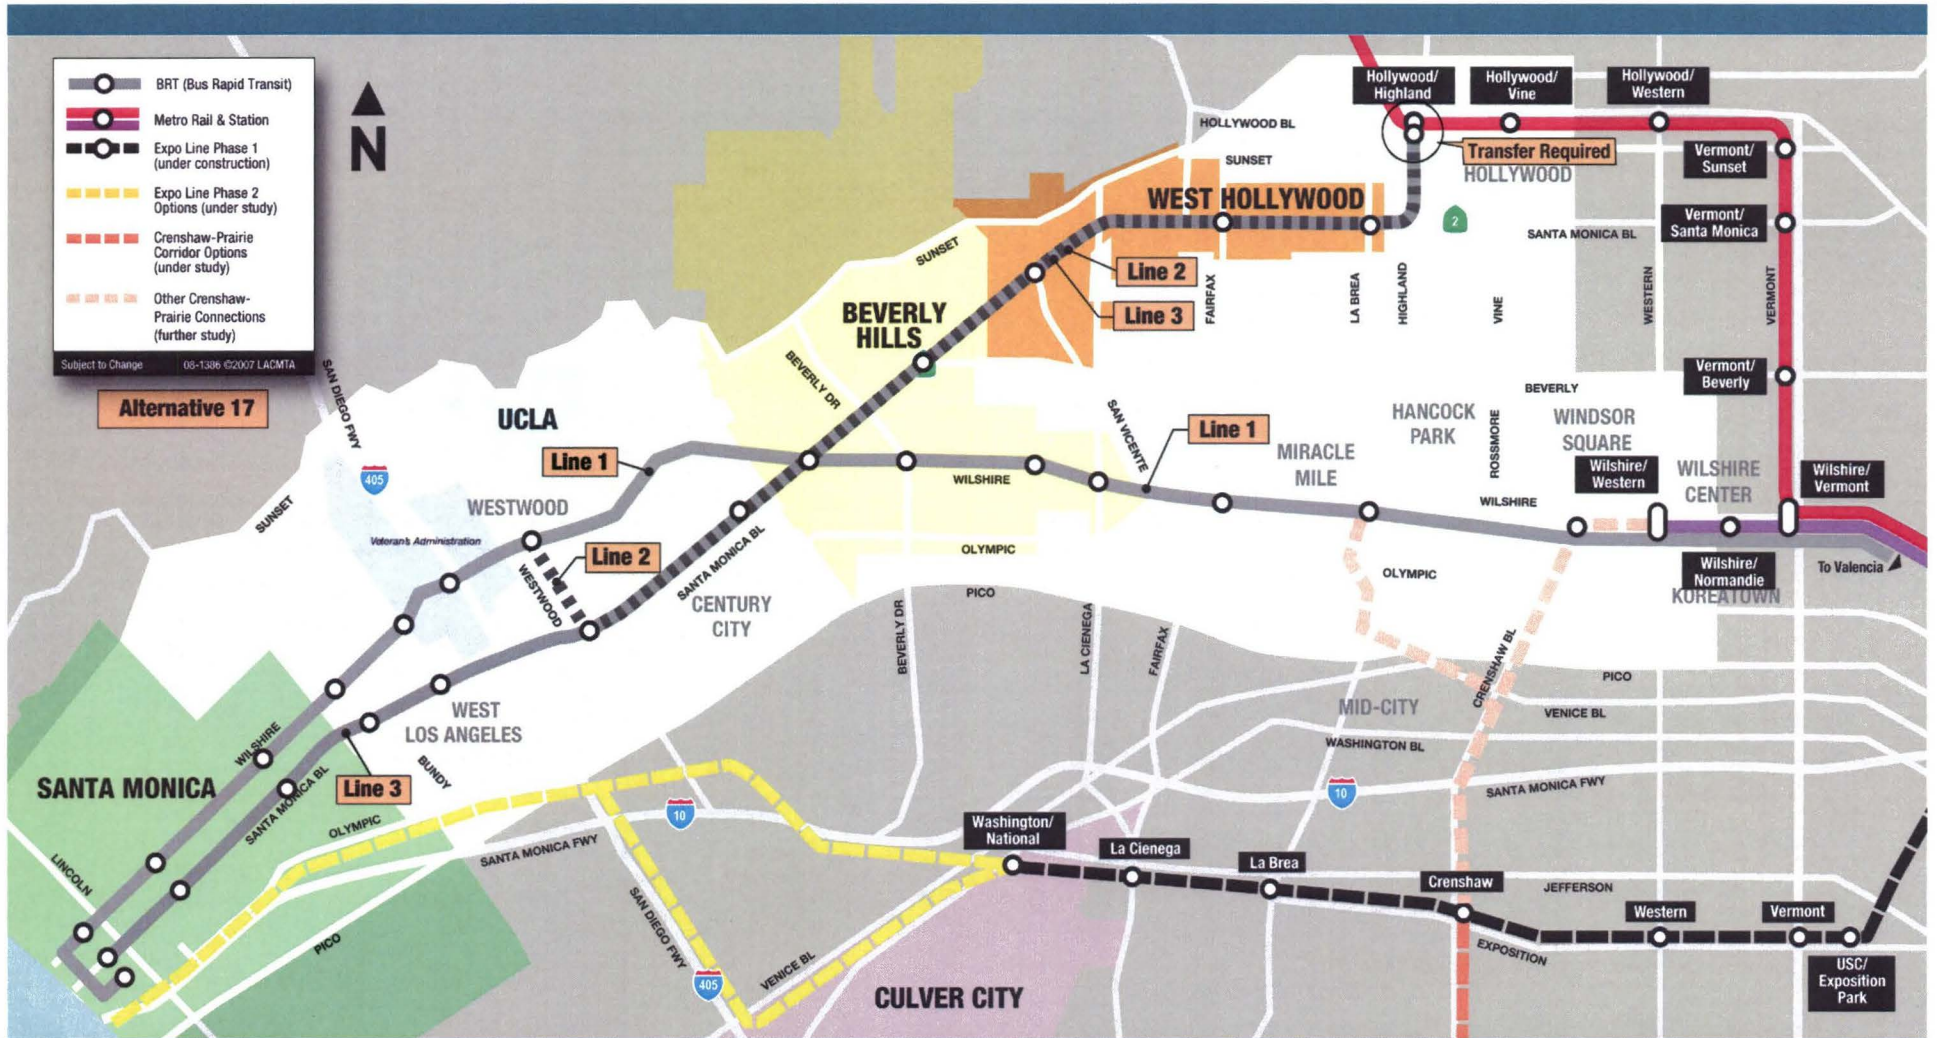 BRT (Bus Rapid Transit)
Metro Rail & Station
Expo Line Phase 1
(under construction)
Expo Line Phase 2
Options (under study)
Crenshaw-Prairie
Corridor Options
(under study)
Other Crenshaw-
Prairie Connections
(further study)
Subject to Change 08-1386 ©2007 LACMTA
Alternative 17
N
Hollywood/
Highland
Hollywood/
Vine
Hollywood/
Western
HOLLYWOOD BL
Transfer Required
SUNSET
HOLLYWOOD
Vermont/
Sunset
WEST HOLLYWOOD
2
Vermont/
Santa Monica
SANTA MONICA BL
SUNSET
Line 2
Line 3
FAIRFAX
LA BREA
HIGHLAND
VINE
WESTERN
VERMONT
BEVERLY
HILLS
BEVERLY DR
Vermont/
Beverly
BEVERLY
SAN DIEGO FWY
UCLA
Line 1
405
SUNSET
WESTWOOD
Veteran's Administration
WILSHIRE
SAN VICENTE
Line 1
MIRACLE
MILE
HANCOCK
PARK
ROSSMORE
WINDSOR
SQUARE
Wilshire/
Western
WILSHIRE
CENTER
Wilshire/
Vermont
WILSHIRE
Line 2
WESTWOOD
SANTA MONICA BL
OLYMPIC
CENTURY
CITY
PICO
OLYMPIC
Wilshire/
Normandie
KOREATOWN
To Valencia
BEVERLY DR
LA CIENEGA
FAIRFAX
CRENSHAW BL
PICO
MID-CITY
VENICE BL
WASHINGTON BL
WEST
LOS ANGELES
WILSHIRE
BUNDY
SANTA MONICA
SANTA MONICA BL
Line 3
OLYMPIC
10
10
SANTA MONICA FWY
SANTA MONICA FWY
LINCOLN
PICO
Washington/
National
La Cienega
La Brea
Crenshaw
JEFFERSON
Western
Vermont
EXPOSITION
USC/
Exposition
Park
SAN DIEGO FWY
405
VENICE BL
CULVER CITY